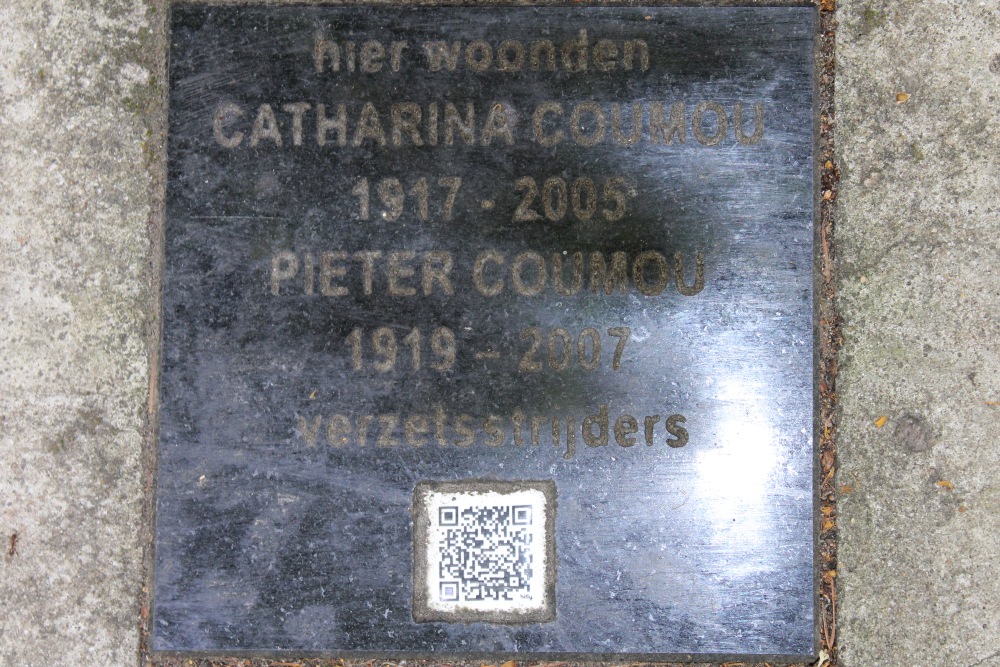 hier woonden
CATHARINA COUMOU
1917 - 2005
PIETER COUMOU
1919 - 2007
verzetsstrijders